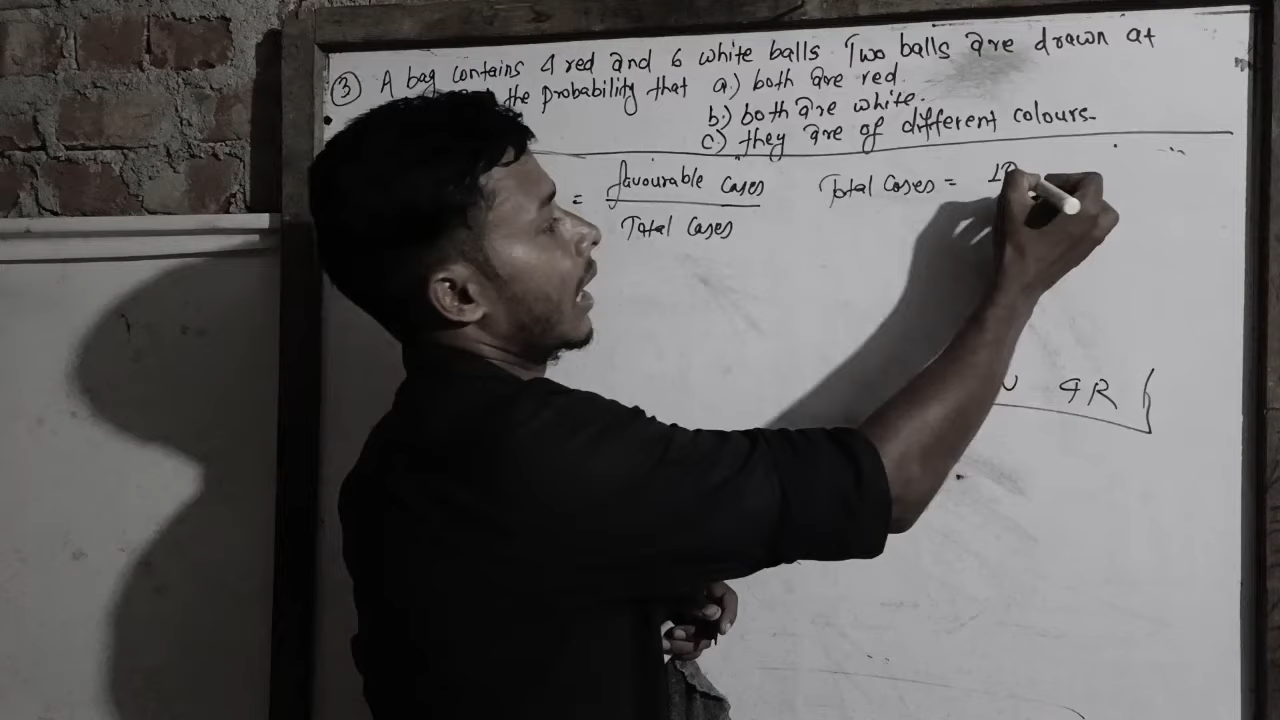 ③ A bag contains 4 red and 6 white balls Two balls are drawn at
the probability that a.) both are red.
b.) both are white.
c.) they are of different colours.
= favourable cases Total Cases =
Total Cases
4R